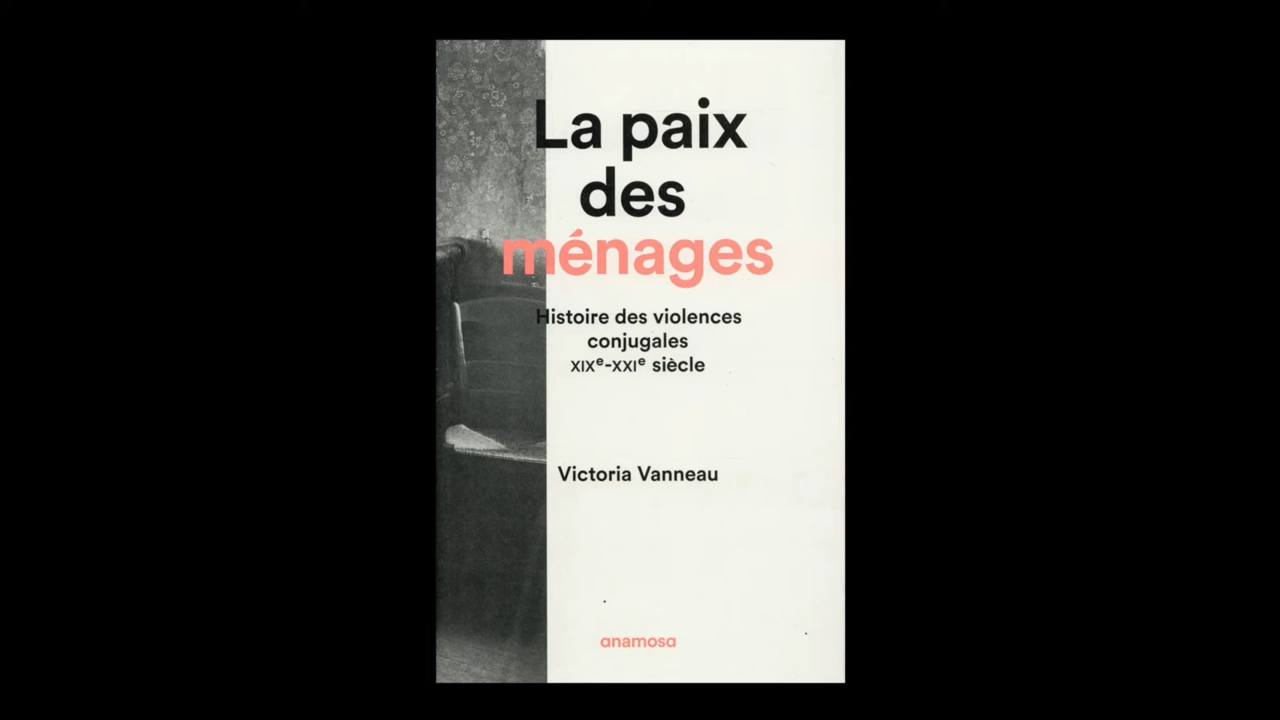 La paix
des
ménages
Histoire des violences
conjugales
XIXᵉ-XXIᵉ siècle
Victoria Vanneau
anamosa